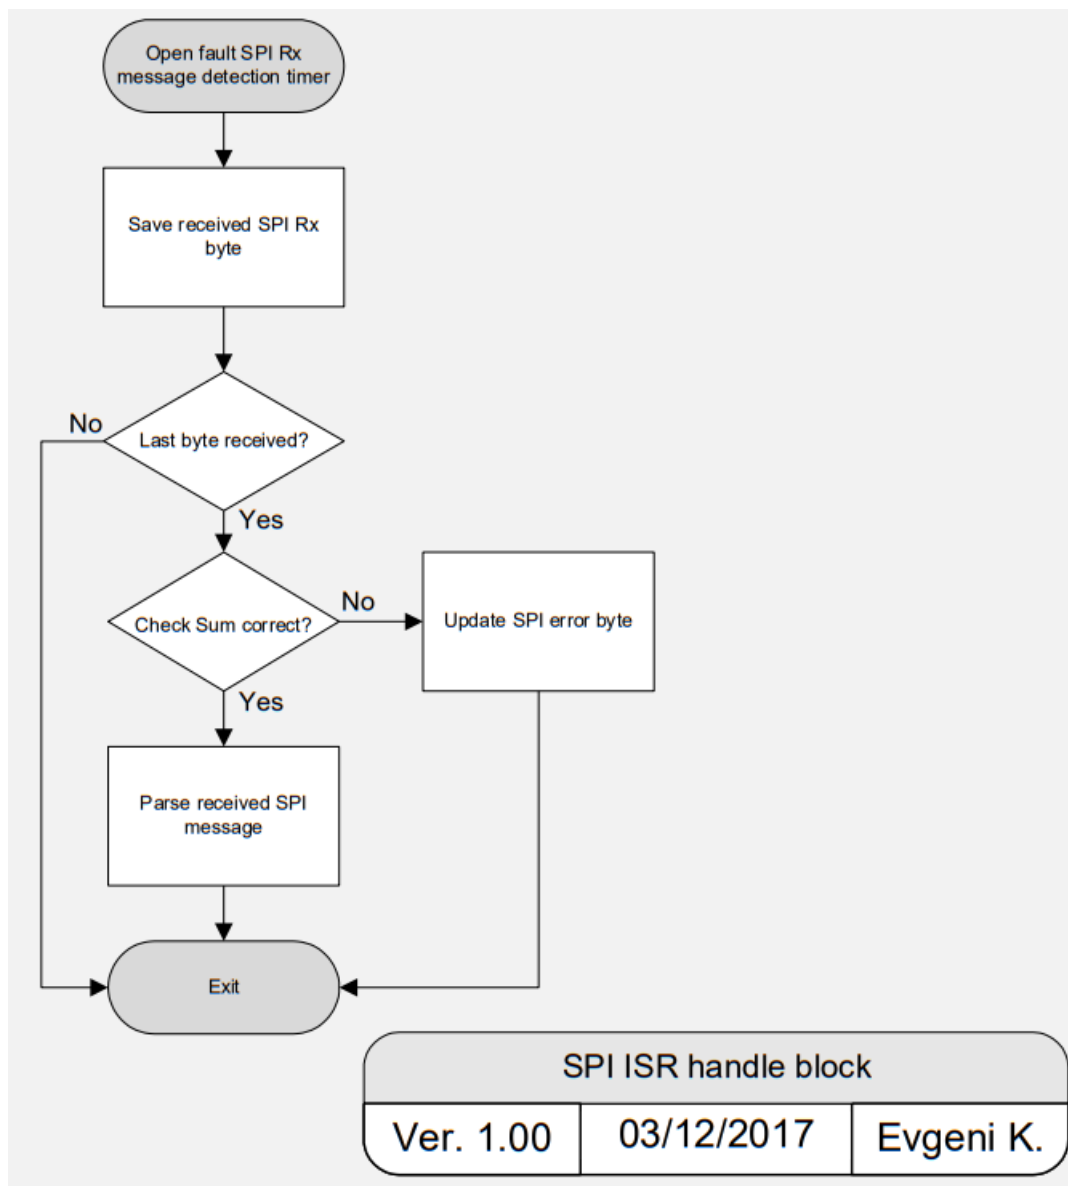 Open fault SPI Rx
message detection timer
Save received SPI Rx
byte
No
Last byte received?
Yes
No
Check Sum correct?
Update SPI error byte
Yes
Parse received SPI
message
Exit
SPI ISR handle block
Ver. 1.00
03/12/2017
Evgeni K.